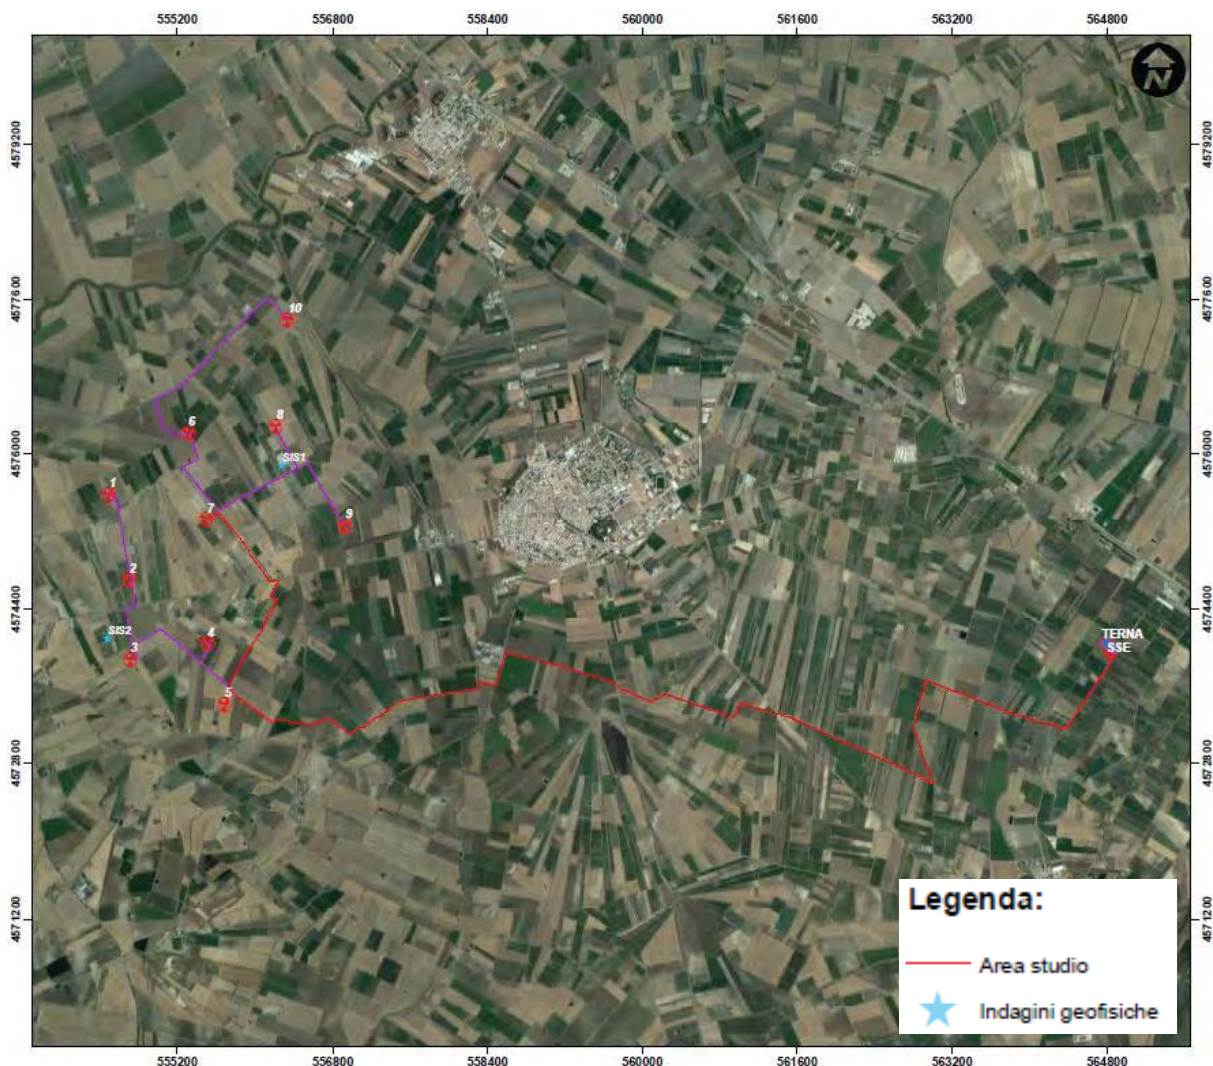 555200 556800 558400 560000 561600 563200 564800
N
4579200 4579200
4577600 4577600
10
8
6
4576000 4576000
SIS1
1
7
9
2
4574400 4574400
SIS2
4
TERNA
SSE
3
5
4572800 4572800
Legenda:
4571200 4571200
Area studio
Indagini geofisiche
555200 556800 558400 560000 561600 563200 564800